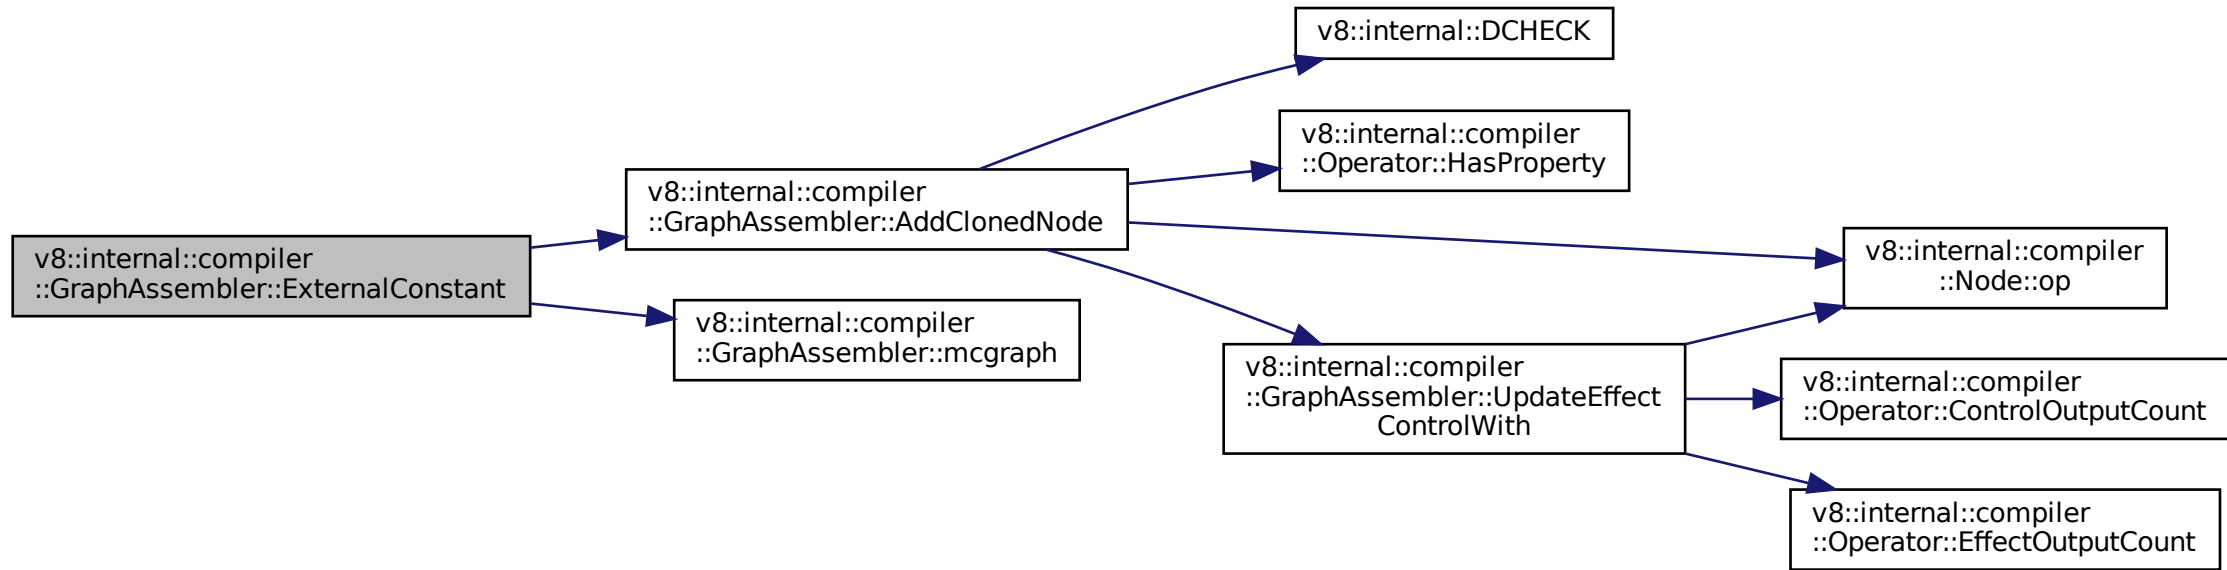 v8::internal::compiler
::GraphAssembler::ExternalConstant
v8::internal::compiler
::GraphAssembler::AddClonedNode
v8::internal::compiler
::GraphAssembler::mcgraph
v8::internal::DCHECK
v8::internal::compiler
::Operator::HasProperty
v8::internal::compiler
::GraphAssembler::UpdateEffect
ControlWith
v8::internal::compiler
::Node::op
v8::internal::compiler
::Operator::ControlOutputCount
v8::internal::compiler
::Operator::EffectOutputCount